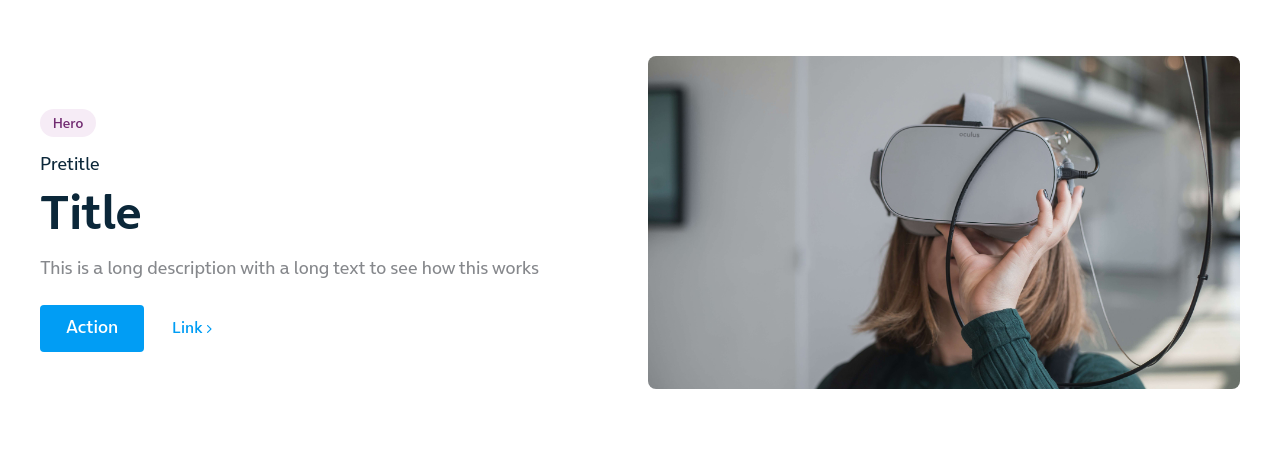 Hero
Pretitle
Title
This is a long description with a long text to see how this works
Action
Link
oculus